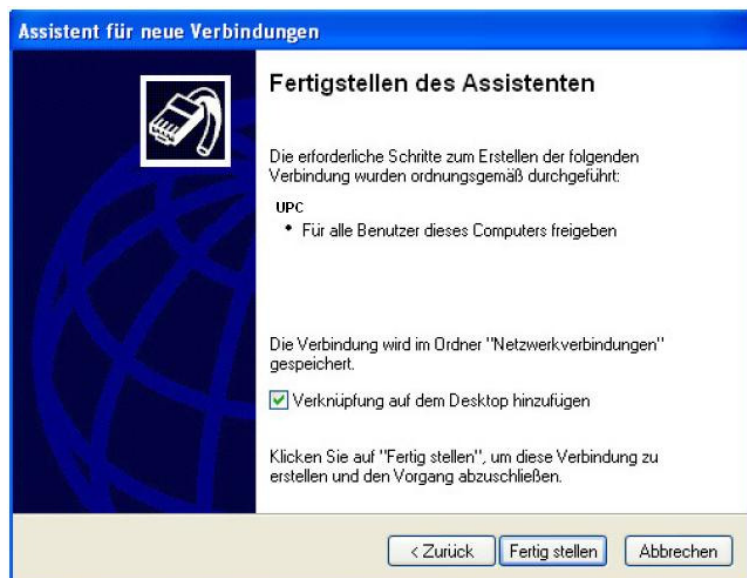 Assistent für neue Verbindungen
Fertigstellen des Assistenten
Die erforderliche Schritte zum Erstellen der folgenden
Verbindung wurden ordnungsgemäß durchgeführt:
UPC
• Für alle Benutzer dieses Computers freigeben
Die Verbindung wird im Ordner "Netzwerkverbindungen"
gespeichert.
Verknüpfung auf dem Desktop hinzufügen
Klicken Sie auf "Fertig stellen", um diese Verbindung zu
erstellen und den Vorgang abzuschließen.
< Zurück Fertig stellen Abbrechen